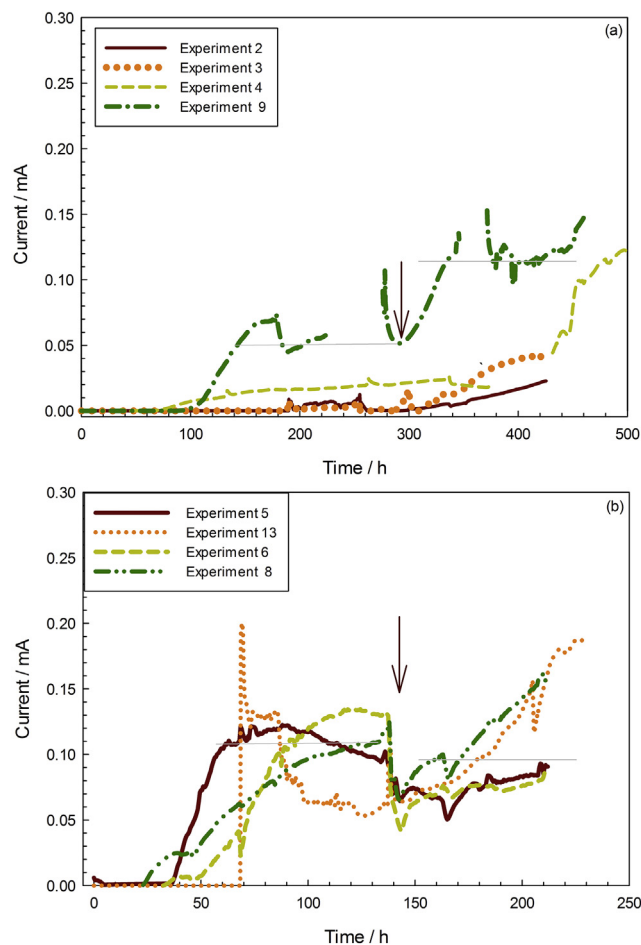 (a)
Experiment 2
Experiment 3
Experiment 4
Experiment 9
Current / mA
0.30
0.25
0.20
0.15
0.10
0.05
0.00
0 100 200 300 400 500
Time / h
(b)
Experiment 5
Experiment 13
Experiment 6
Experiment 8
Current / mA
0.30
0.25
0.20
0.15
0.10
0.05
0.00
0 50 100 150 200 250
Time / h